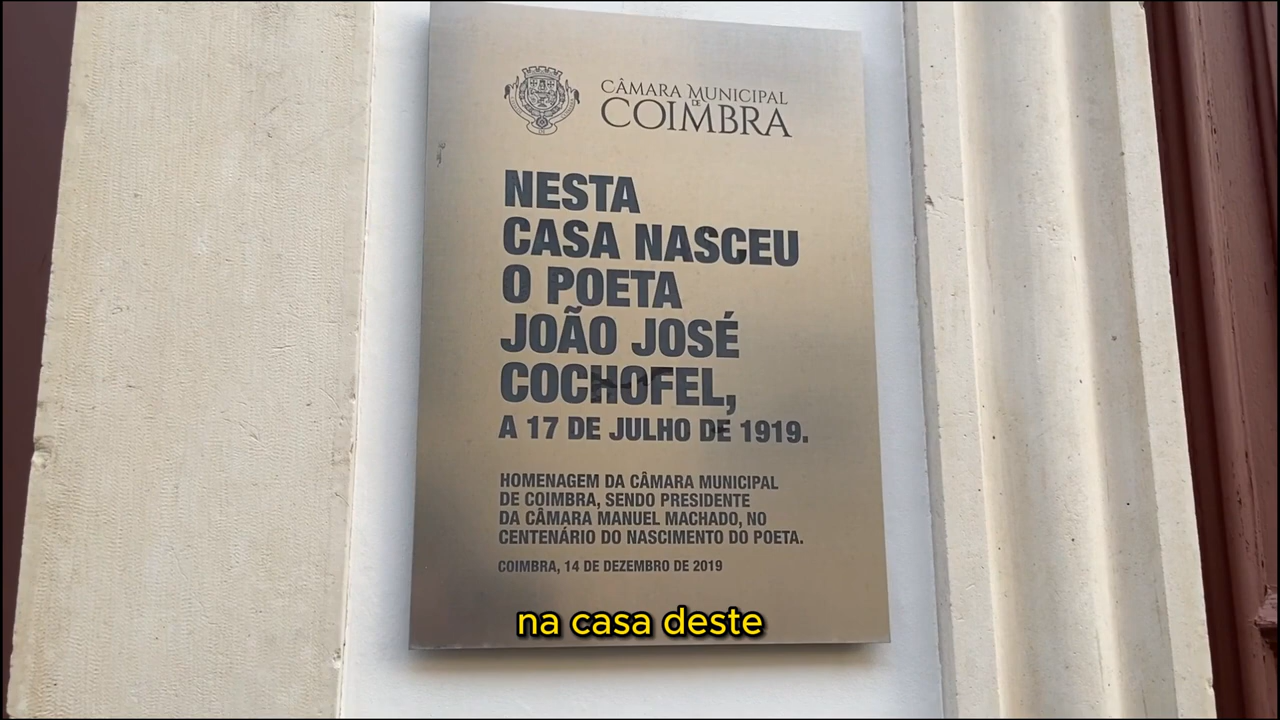 CÂMARA MUNICIPAL
DE
COIMBRA
NESTA
CASA NASCEU
O POETA
JOÃO JOSÉ
COCHOFEL,
A 17 DE JULHO DE 1919.
HOMENAGEM DA CÂMARA MUNICIPAL
DE COIMBRA, SENDO PRESIDENTE
DA CÂMARA MANUEL MACHADO, NO
CENTENÁRIO DO NASCIMENTO DO POETA.
COIMBRA, 14 DE DEZEMBRO DE 2019
na casa deste